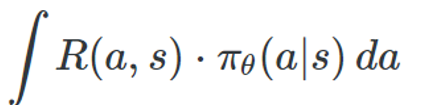 ∫ R(a, s) · π_θ(a|s) da